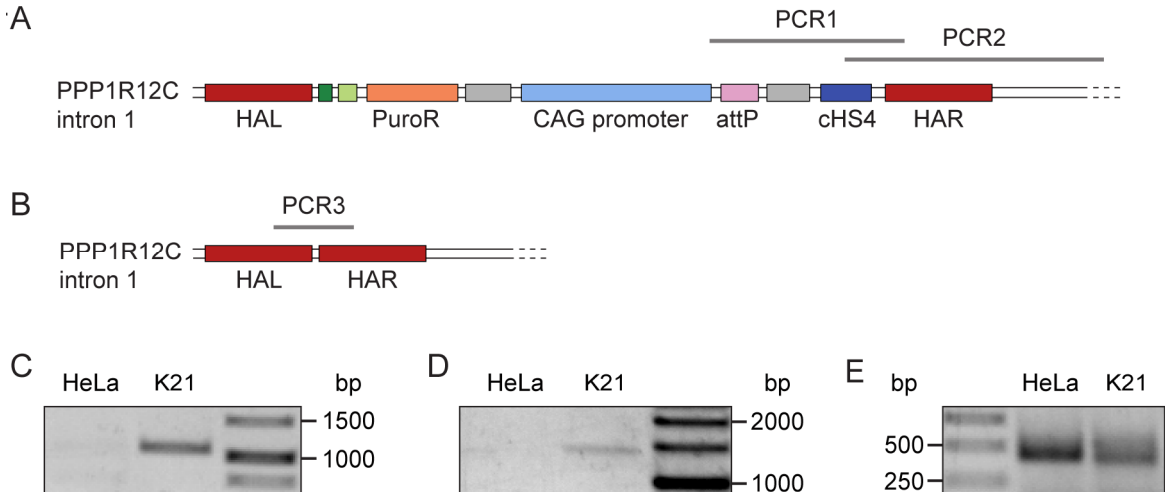 A
PCR1
PCR2
PPP1R12C
intron 1
HAL PuroR CAG promoter attP cHS4 HAR
B
PCR3
PPP1R12C
intron 1
HAL HAR
C
HeLa K21 bp
1500
1000
D
HeLa K21 bp
2000
1000
E
bp HeLa K21
500
250